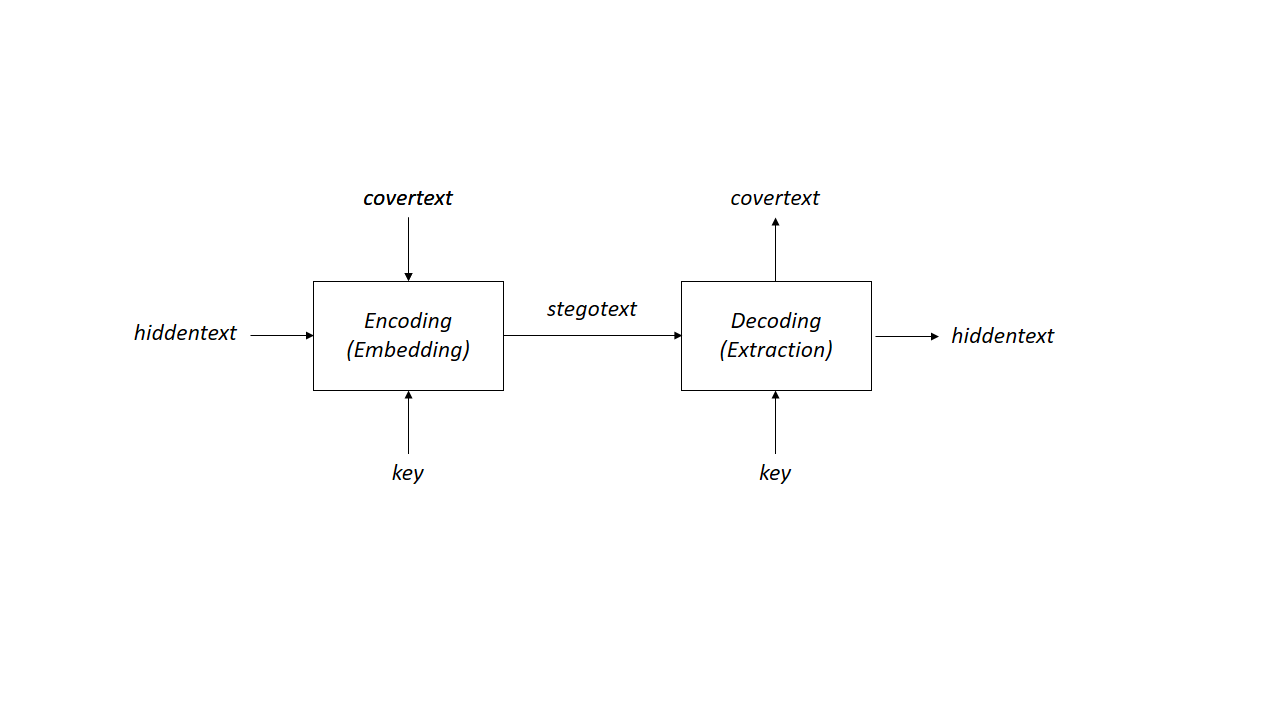 covertext
covertext
hiddentext
Encoding
(Embedding)
stegotext
Decoding
(Extraction)
hiddentext
key
key